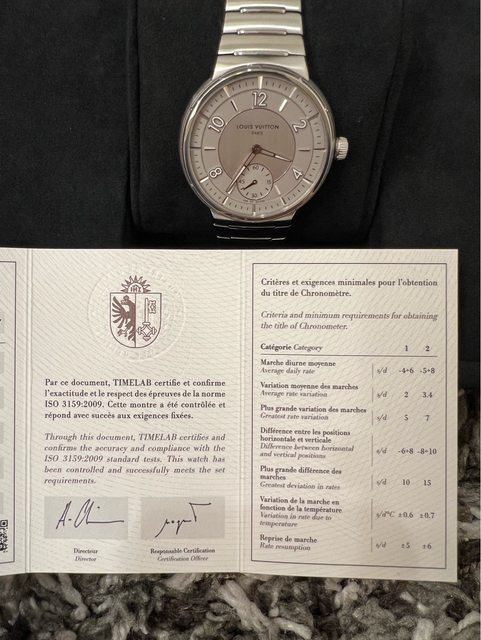 12
10
2
LOUIS VUITTON
PARIS
60
45
15
8
4
Par ce document, TIMELAB certifie et confirme
l'exactitude et le respect des épreuves de la norme
ISO 3159:2009. Cette montre a été contrôlée et
répond avec succès aux exigences fixées.
Through this document, TIMELAB certifies and
confirms the accuracy and compliance with the
ISO 3159:2009 standard tests. This watch has
been controlled and successfully meets the set
requirements.
Directeur
Director
Responsable Certification
Certification Officer
Critères et exigences minimales pour l'obtention
du titre de Chronomètre.
Criteria and minimum requirements for obtaining
the title of Chronometer.
Catégorie Category 1 2
Marche diurne moyenne
Average daily rate s/d -4+6 -5+8
Variation moyenne des marches
Average rate variation s/d 2 3.4
Plus grande variation des marches
Greatest rate variation s/d 5 7
Différence entre les positions
horizontale et verticale
Difference between horizontal
and vertical positions s/d -6+8 -8+10
Plus grande différence des
marches
Greatest deviation in rates s/d 10 15
Variation de la marche en
fonction de la température
Variation in rate due to
temperature s/d°C ±0.6 ±0.7
Reprise de marche
Rate resumption s/d ±5 ±6